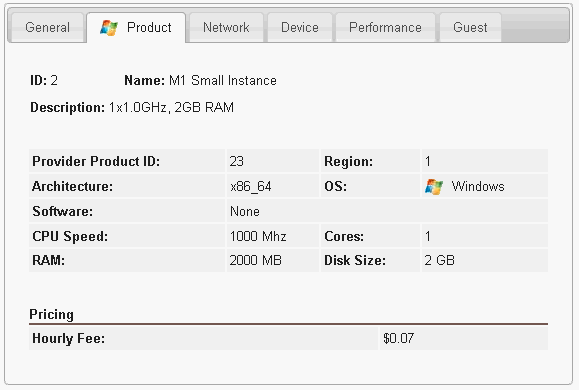 General Product Network Device Performance Guest
ID: 2 Name: M1 Small Instance
Description: 1x1.0GHz, 2GB RAM
Provider Product ID: 23 Region: 1
Architecture: x86_64 OS: Windows
Software: None
CPU Speed: 1000 Mhz Cores: 1
RAM: 2000 MB Disk Size: 2 GB
Pricing
Hourly Fee: $0.07